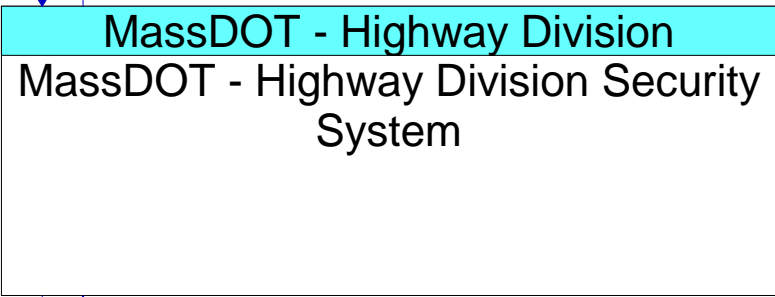 MassDOT - Highway Division
MassDOT - Highway Division Security
System